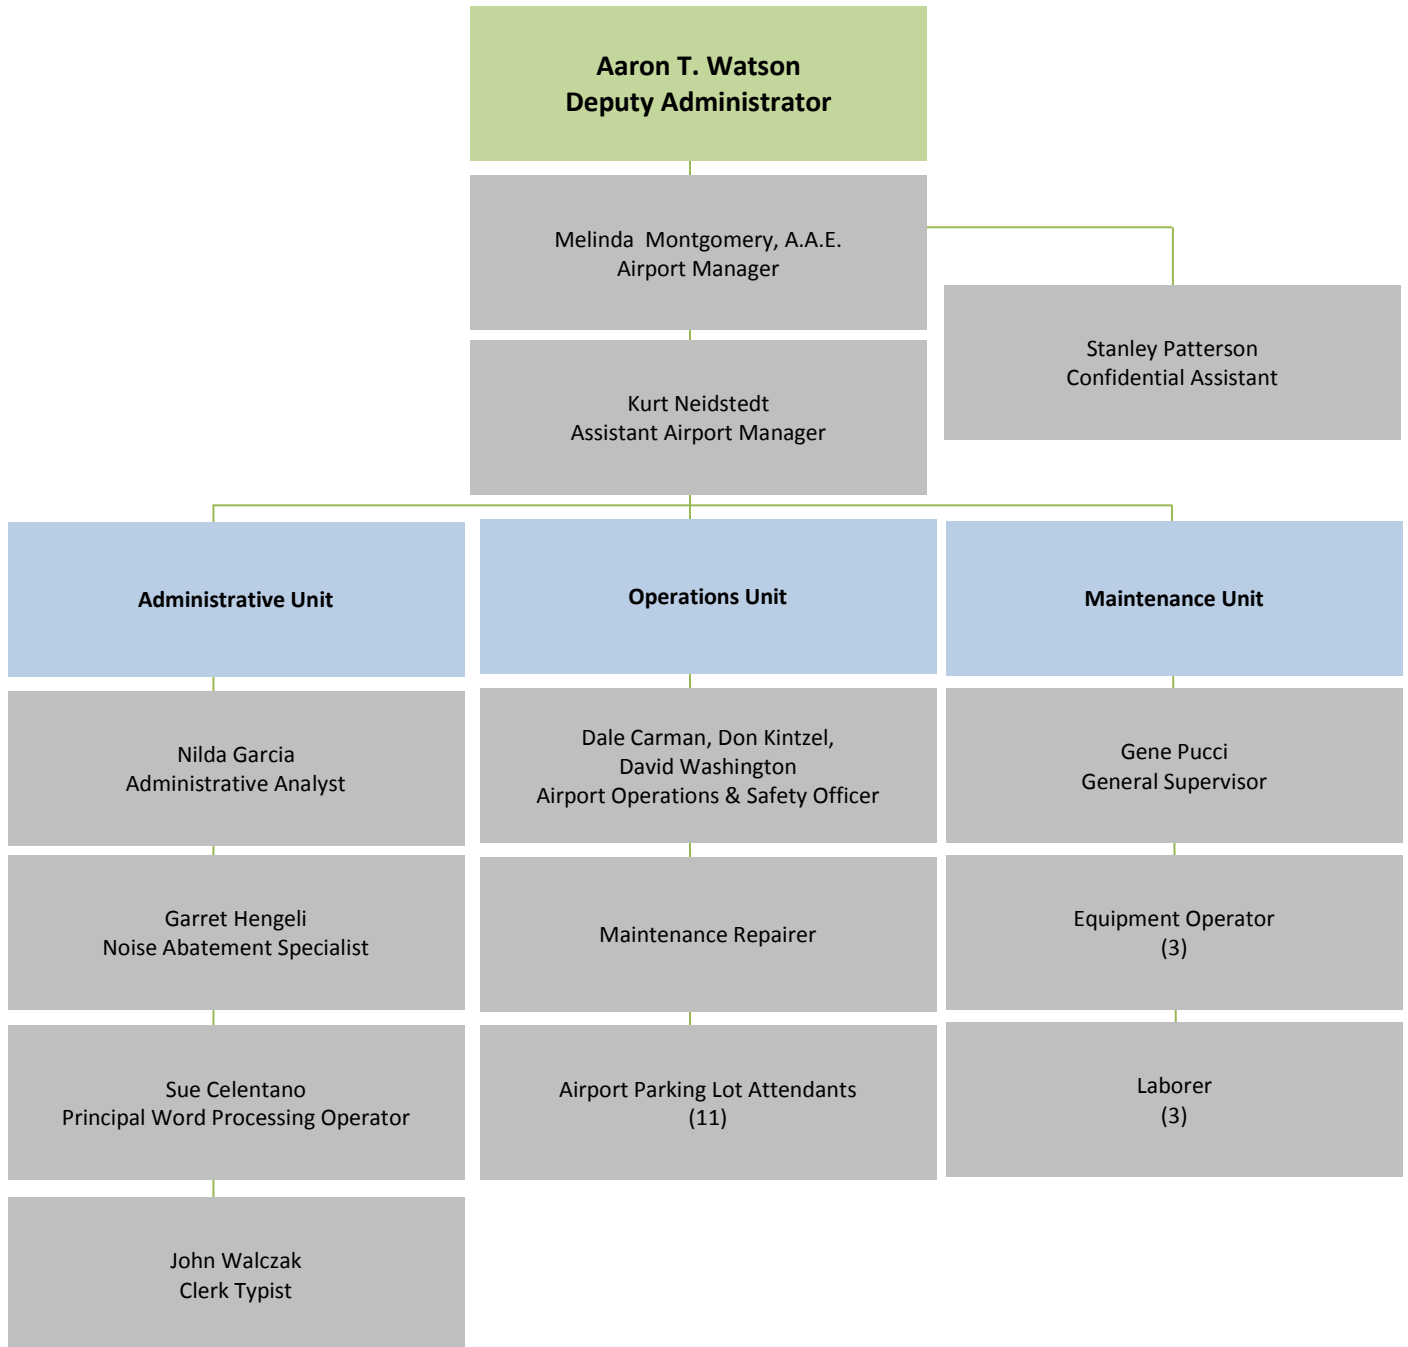 Aaron T. Watson
Deputy Administrator
Melinda  Montgomery, A.A.E.
Airport Manager
Stanley Patterson
Confidential Assistant
Kurt Neidstedt
Assistant Airport Manager
Administrative Unit
Operations Unit
Maintenance Unit
Nilda Garcia
Administrative Analyst
Dale Carman, Don Kintzel,
David Washington
Airport Operations & Safety Officer
Gene Pucci
General Supervisor
Garret Hengeli
Noise Abatement Specialist
Maintenance Repairer
Equipment Operator
(3)
Sue Celentano
Principal Word Processing Operator
Airport Parking Lot Attendants
(11)
Laborer
(3)
John Walczak
Clerk Typist